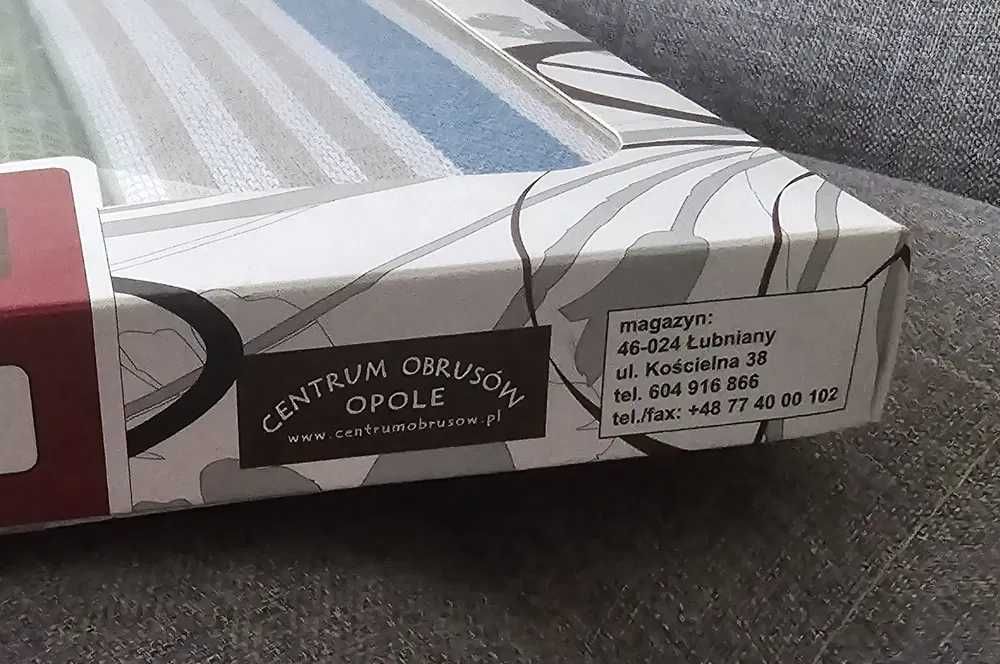 CENTRUM OBRUSÓW
OPOLE
www.centrumobrusow.pl
magazyn:
46-024 Łubniany
ul. Kościelna 38
tel. 604 916 866
tel./fax: +48 77 40 00 102